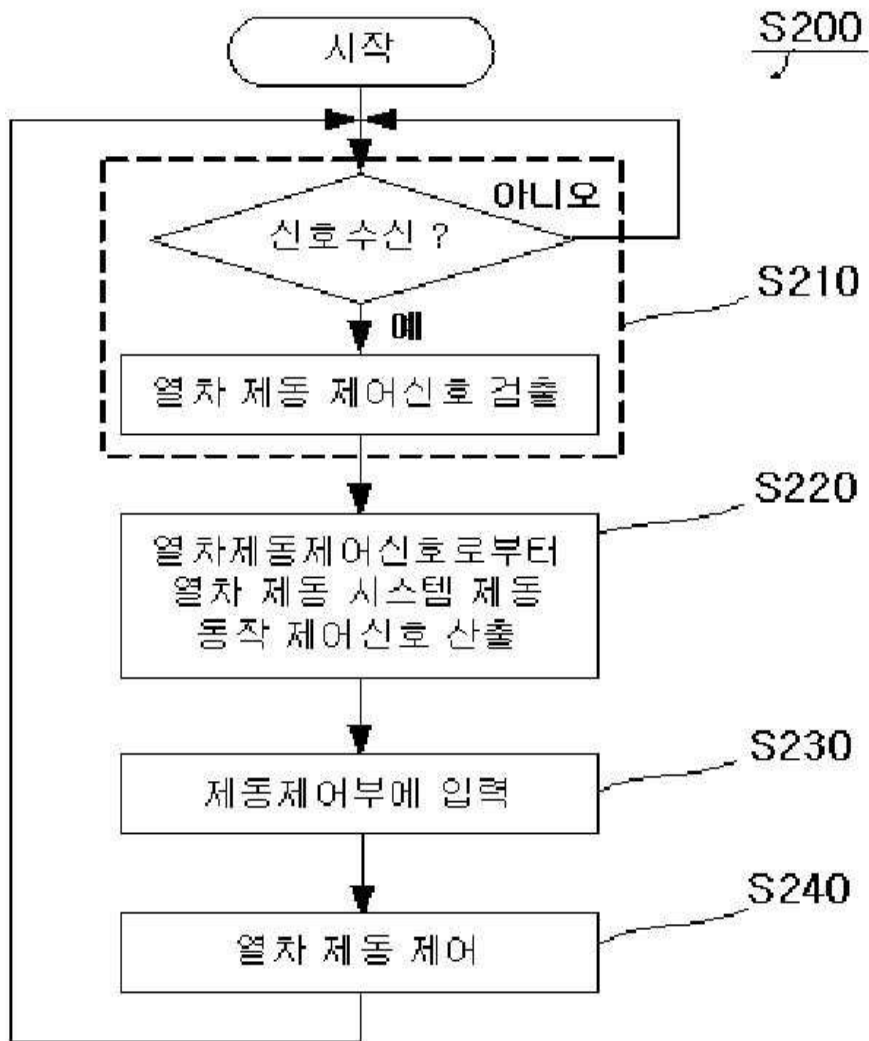 시작
S200
아니오
신호수신 ?
S210
예
열차 제동 제어신호 검출
S220
열차제동제어신호로부터
열차 제동 시스템 제동
동작 제어신호 산출
S230
제동제어부에 입력
S240
열차 제동 제어